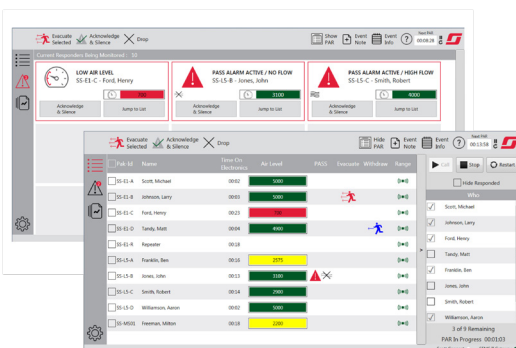 Evacuate Selected
Acknowledge & Silence
Drop
Show PAR
Event Note
Event Info
Next PAR
00:08:28
Current Responders Being Monitored: 10
LOW AIR LEVEL
SS-E1-C - Ford, Henry
700
Acknowledge & Silence
Jump to List
PASS ALARM ACTIVE / NO FLOW
SS-L5-B - Jones, John
3100
Acknowledge & Silence
Jump to List
PASS ALARM ACTIVE / HIGH FLOW
SS-L5-C - Smith, Robert
4000
Acknowledge & Silence
Jump to List
Evacuate Selected
Acknowledge & Silence
Drop
Hide PAR
Event Note
Event Info
Next PAR
00:13:58
Pak-Id Name Time On Electronics Air Level PASS Evacuate Withdraw Range
SS-E1-A Scott, Michael 00:02 5000
SS-E1-B Johnson, Larry 00:03 5000
SS-E1-C Ford, Henry 00:23 700
SS-E1-D Tandy, Matt 00:04 4900
SS-E1-R Repeater 00:18
SS-L5-A Franklin, Ben 00:16 2575
SS-L5-B Jones, John 00:13 3100
SS-L5-C Smith, Robert 00:14 2900
SS-L5-D Williamson, Aaron 00:02 5000
SS-MS01 Freeman, Milton 00:18 2200
Call Stop Restart
Hide Responded
Who
Scott, Michael
Johnson, Larry
Ford, Henry
Tandy, Matt
Franklin, Ben
Jones, John
Smith, Robert
Williamson, Aaron
3 of 9 Remaining
PAR In Progress 00:01:03